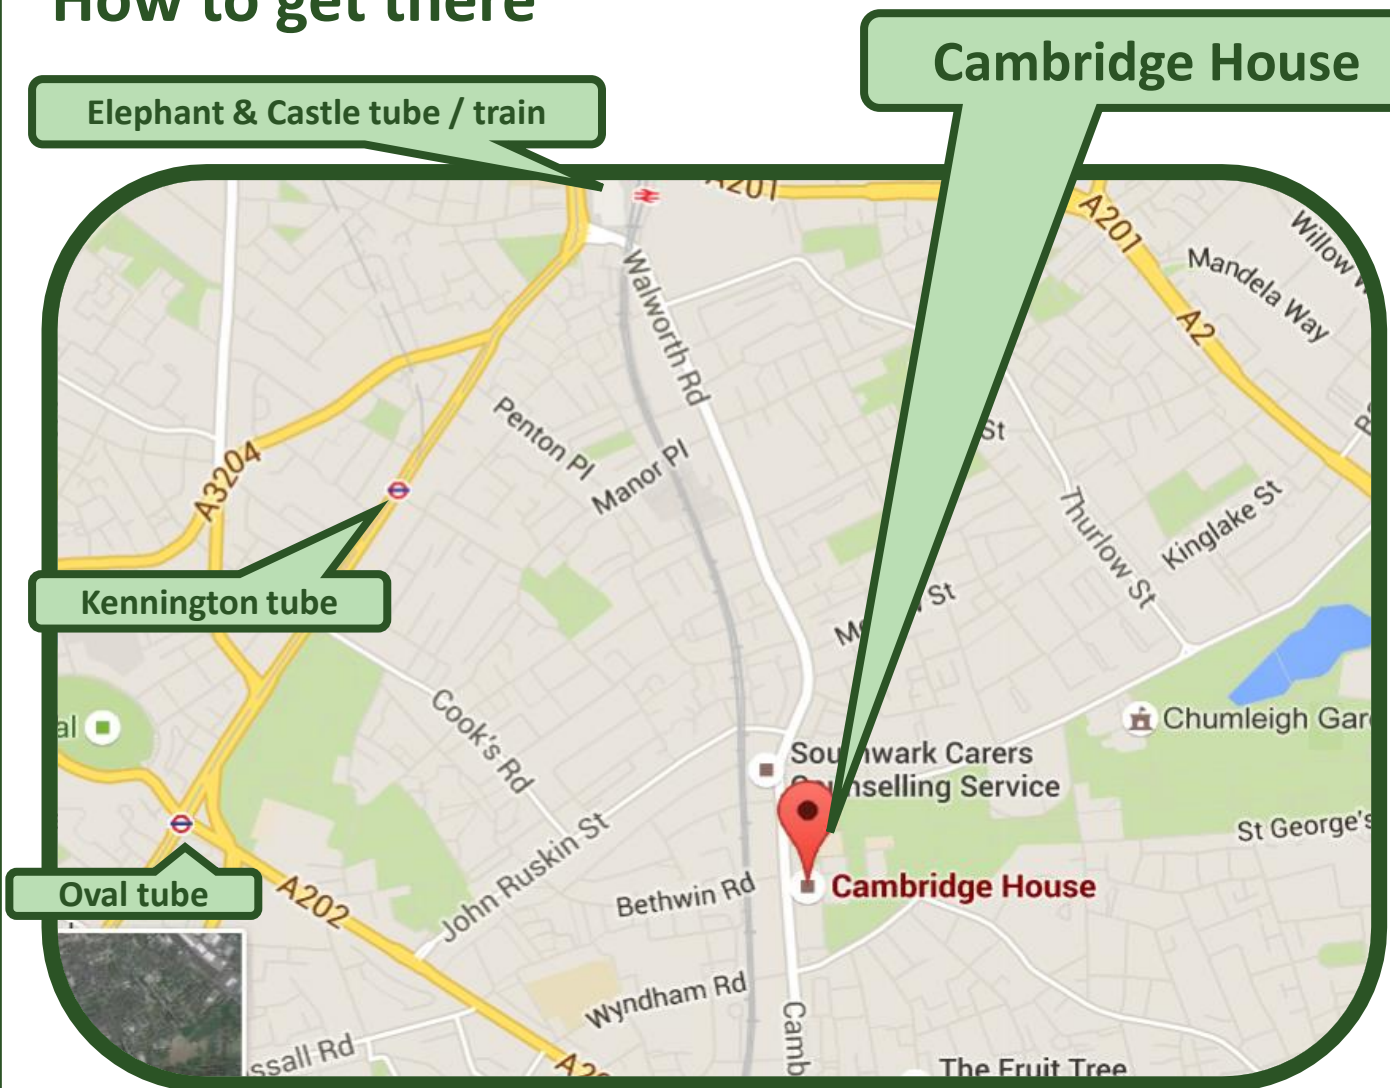 How to get there
Cambridge House
Elephant & Castle tube / train
A201
A201
Willow
Mandela Way
Walworth Rd
A2
Penton Pl
Manor Pl
St
A3204
Thurlow St
Kinglake St
Kennington tube
St
Cook's Rd
Chumleigh Gar
al
Southwark Carers
Counselling Service
St George's
John Ruskin St
Bethwin Rd
Cambridge House
Oval tube
A202
Wyndham Rd
Camb
ssall Rd
A20
The Fruit Tree